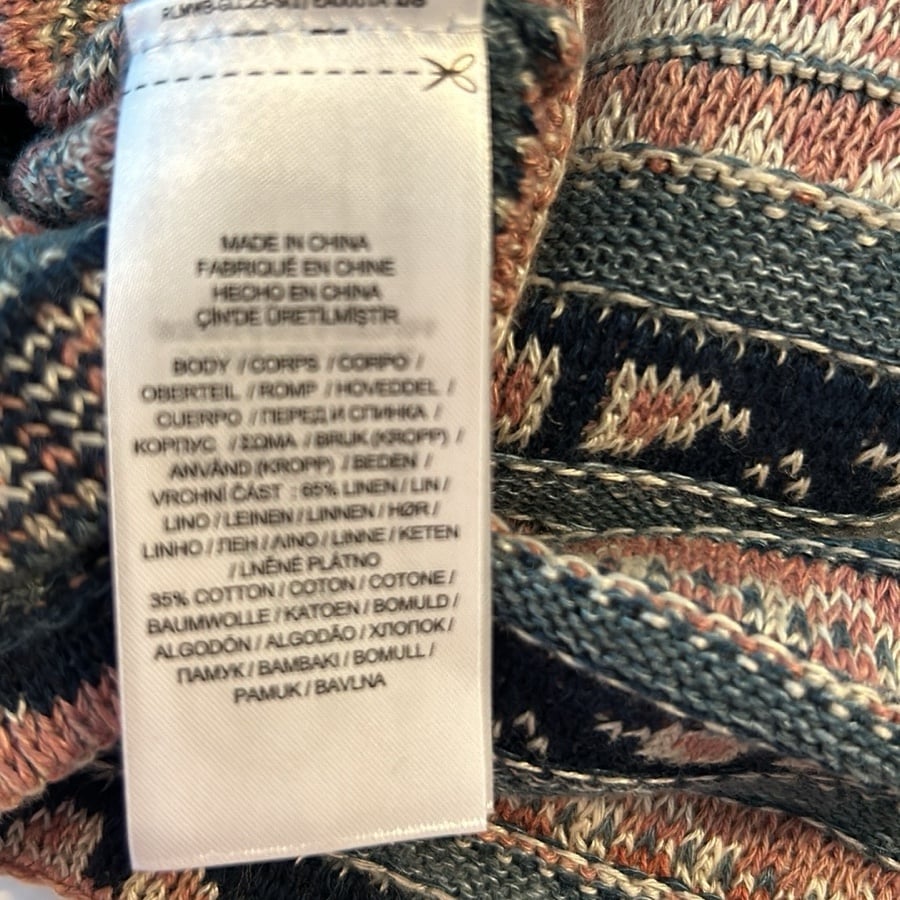 MADE IN CHINA
FABRIQUÉ EN CHINE
HECHO EN CHINA
ÇİN'DE ÜRETİLMİŞTİR
BODY / CORPS / CORPO /
OBERTEIL / ROMP / HOVEDDEL /
CUERPO / ПЕРЕД И СПИНКА /
КОРПУС / ΣΩΜΑ / BRUK (KROPP) /
ANVÄND (KROPP) / BEDEN /
VRCHNÍ ČÁST : 65% LINEN / LIN /
LINO / LEINEN / LINNEN / HØR /
LINHO / ЛЕН / ΛΙΝΟ / LINNE / KETEN
/ LNĚNÉ PLÁTNO
35% COTTON / COTON / COTONE /
BAUMWOLLE / KATOEN / BOMULD /
ALGODÓN / ALGODÃO / ХЛОПОК /
ПАМУК / BAMBAKI / BOMULL /
PAMUK / BAVLNA